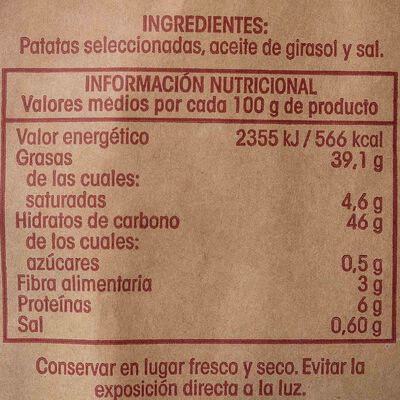 INGREDIENTES:
Patatas seleccionadas, aceite de girasol y sal.
INFORMACIÓN NUTRICIONAL
Valores medios por cada 100 g de producto
Valor energético 2355 kJ / 566 kcal
Grasas 39,1 g
de las cuales:
saturadas 4,6 g
Hidratos de carbono 46 g
de los cuales:
azúcares 0,5 g
Fibra alimentaria 3 g
Proteínas 6 g
Sal 0,60 g
Conservar en lugar fresco y seco. Evitar la
exposición directa a la luz.